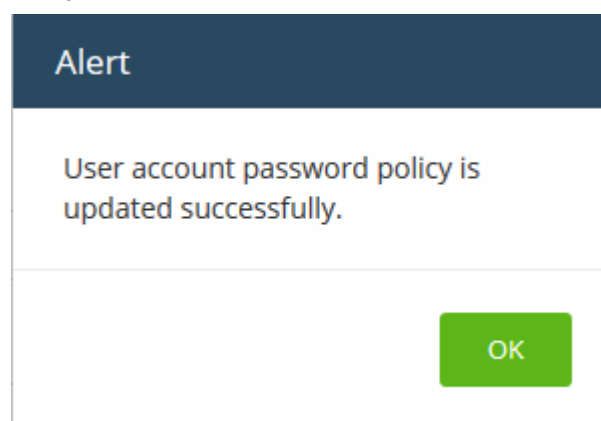 Alert
User account password policy is
updated successfully.
OK